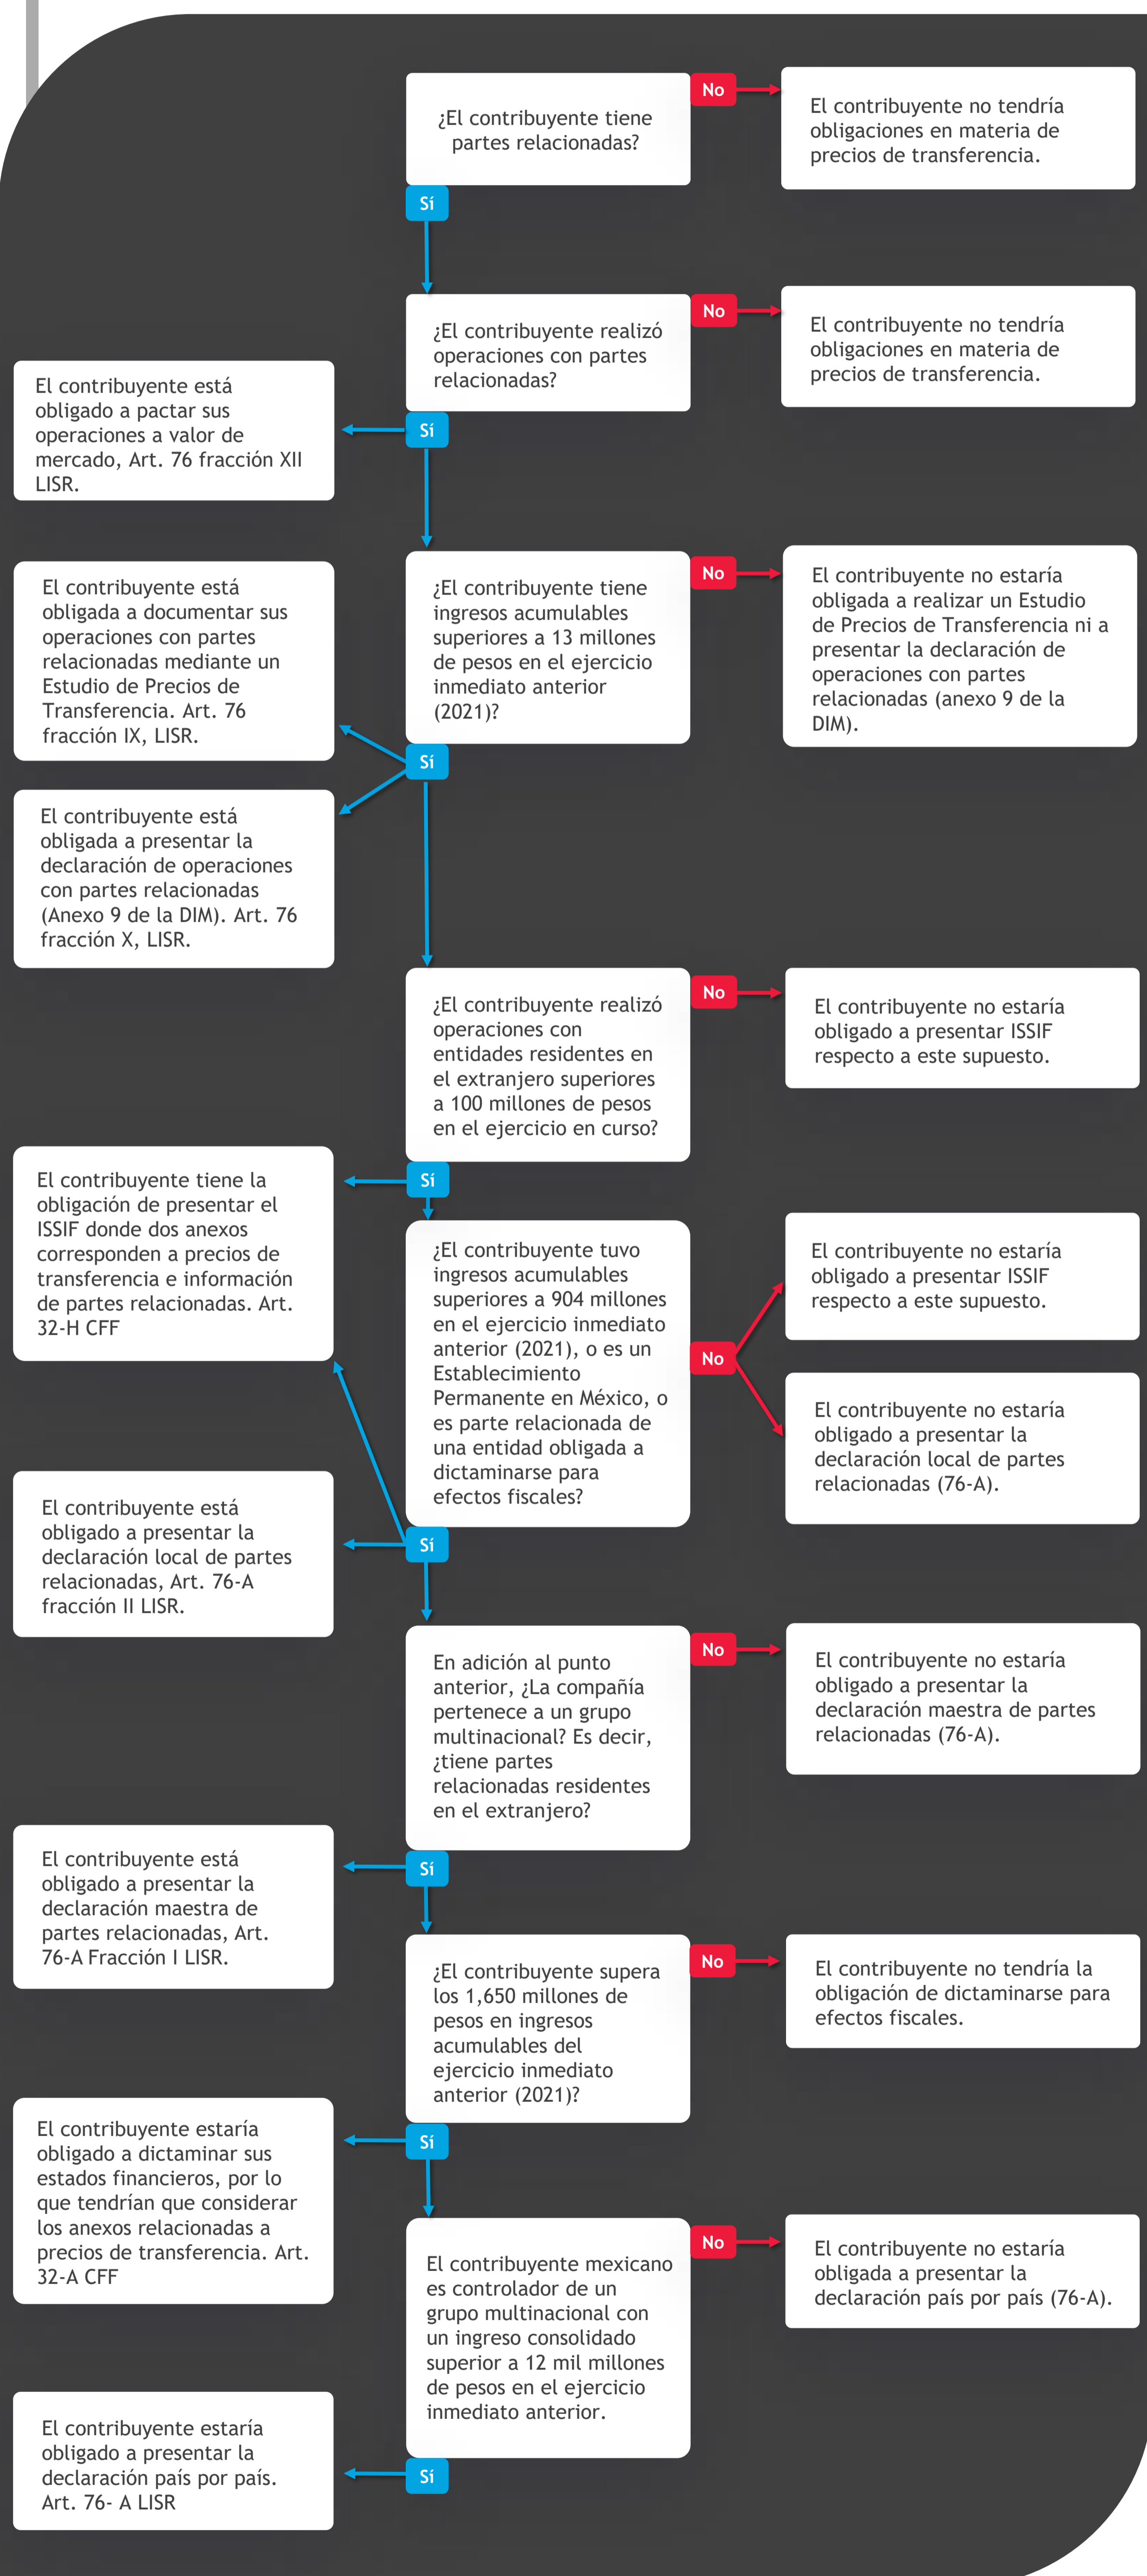 ¿El contribuyente tiene
partes relacionadas?
No
El contribuyente no tendría
obligaciones en materia de
precios de transferencia.
Sí
¿El contribuyente realizó
operaciones con partes
relacionadas?
No
El contribuyente no tendría
obligaciones en materia de
precios de transferencia.
Sí
El contribuyente está
obligado a pactar sus
operaciones a valor de
mercado, Art. 76 fracción XII
LISR.
¿El contribuyente tiene
ingresos acumulables
superiores a 13 millones
de pesos en el ejercicio
inmediato anterior
(2021)?
No
El contribuyente no estaría
obligada a realizar un Estudio
de Precios de Transferencia ni a
presentar la declaración de
operaciones con partes
relacionadas (anexo 9 de la
DIM).
Sí
El contribuyente está
obligada a documentar sus
operaciones con partes
relacionadas mediante un
Estudio de Precios de
Transferencia. Art. 76
fracción IX, LISR.
El contribuyente está
obligada a presentar la
declaración de operaciones
con partes relacionadas
(Anexo 9 de la DIM). Art. 76
fracción X, LISR.
¿El contribuyente realizó
operaciones con
entidades residentes en
el extranjero superiores
a 100 millones de pesos
en el ejercicio en curso?
No
El contribuyente no estaría
obligado a presentar ISSIF
respecto a este supuesto.
Sí
El contribuyente tiene la
obligación de presentar el
ISSIF donde dos anexos
corresponden a precios de
transferencia e información
de partes relacionadas. Art.
32-H CFF
¿El contribuyente tuvo
ingresos acumulables
superiores a 904 millones
en el ejercicio inmediato
anterior (2021), o es un
Establecimiento
Permanente en México, o
es parte relacionada de
una entidad obligada a
dictaminarse para
efectos fiscales?
No
El contribuyente no estaría
obligado a presentar ISSIF
respecto a este supuesto.
El contribuyente no estaría
obligado a presentar la
declaración local de partes
relacionadas (76-A).
Sí
El contribuyente está
obligado a presentar la
declaración local de partes
relacionadas, Art. 76-A
fracción II LISR.
En adición al punto
anterior, ¿La compañía
pertenece a un grupo
multinacional? Es decir,
¿tiene partes
relacionadas residentes
en el extranjero?
No
El contribuyente no estaría
obligado a presentar la
declaración maestra de partes
relacionadas (76-A).
Sí
El contribuyente está
obligado a presentar la
declaración maestra de
partes relacionadas, Art.
76-A Fracción I LISR.
¿El contribuyente supera
los 1,650 millones de
pesos en ingresos
acumulables del
ejercicio inmediato
anterior (2021)?
No
El contribuyente no tendría la
obligación de dictaminarse para
efectos fiscales.
Sí
El contribuyente estaría
obligado a dictaminar sus
estados financieros, por lo
que tendrían que considerar
los anexos relacionadas a
precios de transferencia. Art.
32-A CFF
El contribuyente mexicano
es controlador de un
grupo multinacional con
un ingreso consolidado
superior a 12 mil millones
de pesos en el ejercicio
inmediato anterior.
No
El contribuyente no estaría
obligada a presentar la
declaración país por país (76-A).
Sí
El contribuyente estaría
obligado a presentar la
declaración país por país.
Art. 76- A LISR